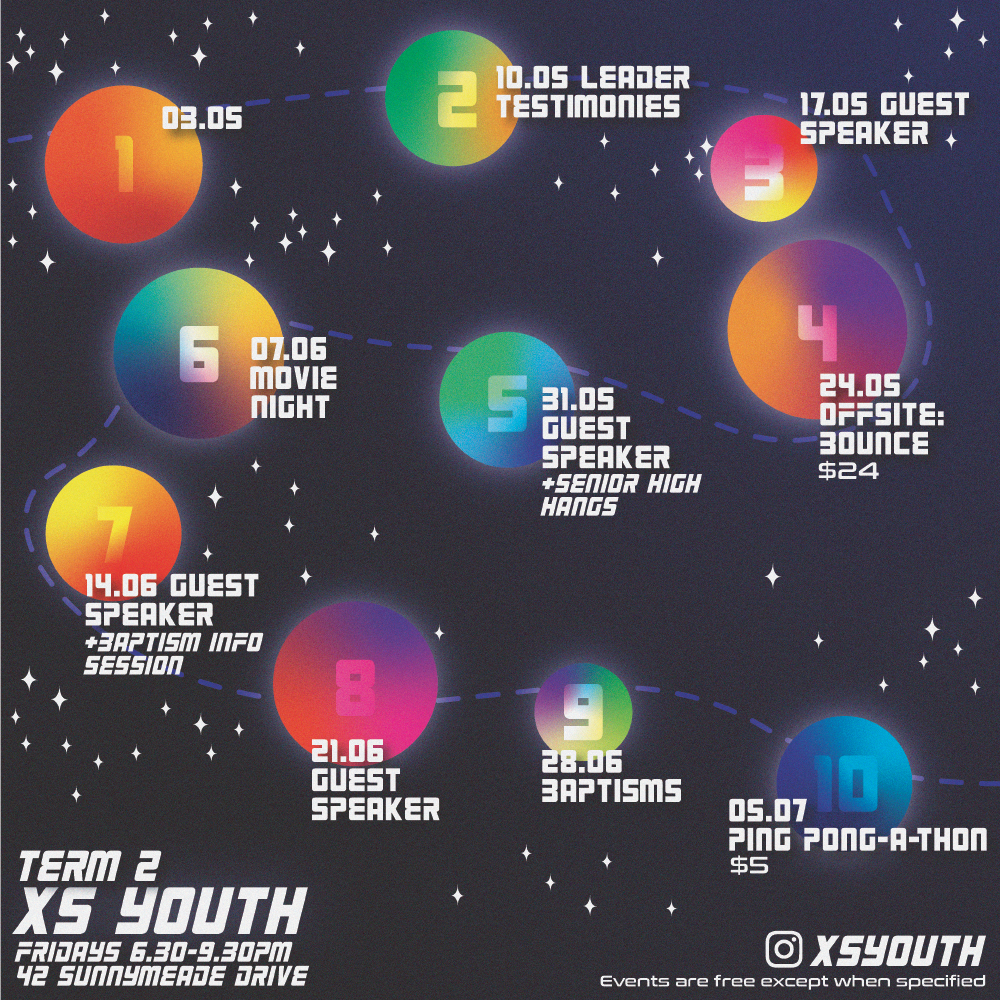 1
03.05
2
10.05 LEADER
TESTIMONIES
3
17.05 GUEST
SPEAKER
4
24.05
OFFSITE:
BOUNCE
$24
5
31.05
GUEST
SPEAKER
+SENIOR HIGH
HANGS
6
07.06
MOVIE
NIGHT
7
14.06 GUEST
SPEAKER
+BAPTISM INFO
SESSION
8
21.06
GUEST
SPEAKER
9
28.06
BAPTISMS
10
05.07
PING PONG-A-THON
$5
TERM 2
XS YOUTH
FRIDAYS 6.30-9.30PM
42 SUNNYMEADE DRIVE
XSYOUTH
Events are free except when specified